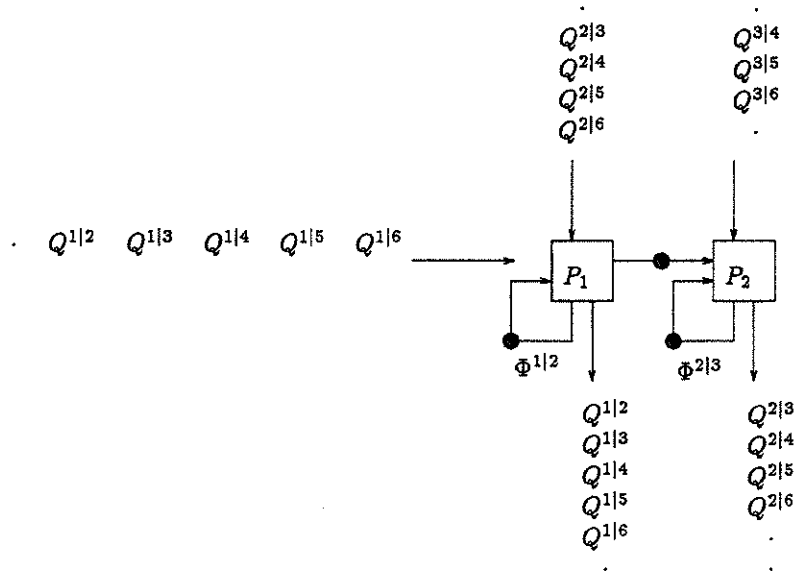 Q^{2|3} Q^{3|4}
Q^{2|4} Q^{3|5}
Q^{2|5} Q^{3|6}
Q^{2|6}
Q^{1|2} Q^{1|3} Q^{1|4} Q^{1|5} Q^{1|6}
P_1 P_2
Φ^{1|2} Φ^{2|3}
Q^{1|2} Q^{2|3}
Q^{1|3} Q^{2|4}
Q^{1|4} Q^{2|5}
Q^{1|5} Q^{2|6}
Q^{1|6}